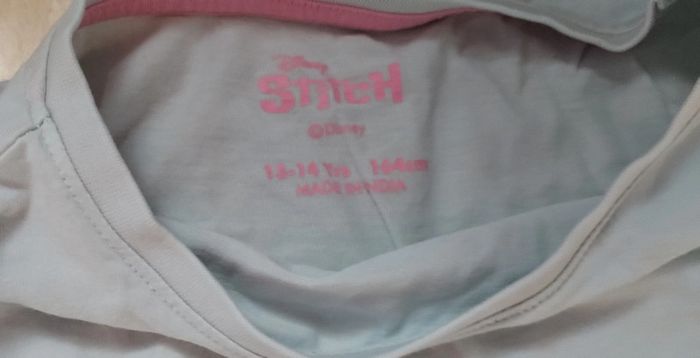 Disney
STITCH
©Disney
13-14 Yrs 164cm
MADE IN INDIA